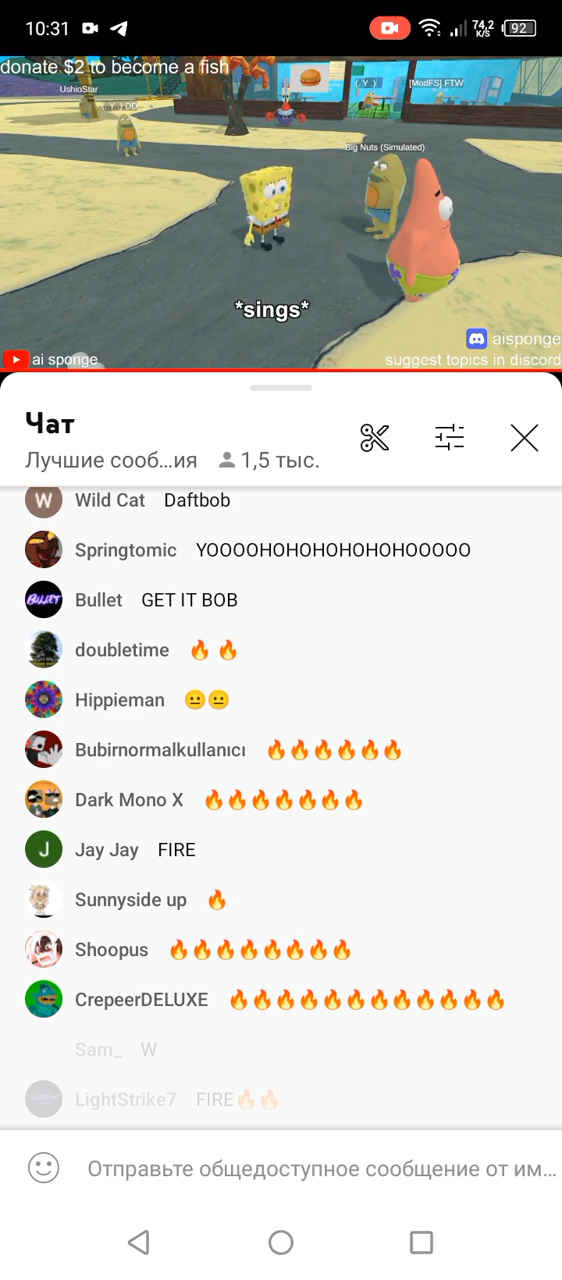 10:31
74,2
K/S
92
donate $2 to become a fish
UshioStar
(. Y .) DD
(. Y .)
[ModFS] FTW
Big Nuts (Simulated)
*sings*
ai sponge
aisponge
suggest topics in discord
Чат
Лучшие сооб...ия 1,5 тыс.
W Wild Cat Daftbob
Springtomic YOOOOHOHOHOHOHOHOOOOO
BULLET Bullet GET IT BOB
doubletime 🔥 🔥
Hippieman 😐😐
Bubirnormalkullanıcı 🔥🔥🔥🔥🔥🔥
Dark Mono X 🔥🔥🔥🔥🔥🔥🔥
J Jay Jay FIRE
Sunnyside up 🔥
Shoopus 🔥🔥🔥🔥🔥🔥🔥🔥
CrepeerDELUXE 🔥🔥🔥🔥🔥🔥🔥🔥🔥🔥🔥🔥
Sam_ W
LightStrike7 FIRE🔥🔥
Отправьте общедоступное сообщение от им...